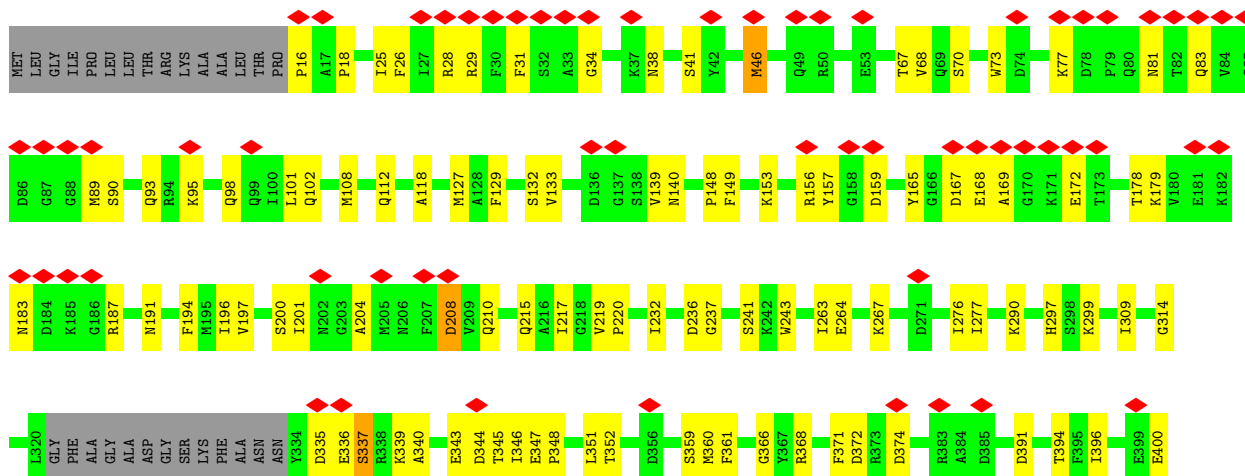 MET LEU GLY ILE PRO LEU LEU THR ARG LYS ALA ALA LEU THR PRO P16 A17 P18 I25 F26 I27 R28 R29 F30 F31 S32 A33 G34 K37 N38 S41 Y42 M46 Q49 R50 E53 T67 V68 Q69 S70 W73 D74 K77 D78 P79 Q80 N81 T82 Q83 V84
D86 G87 G88 M89 S90 Q93 R94 K95 Q98 Q99 I100 L101 Q102 M108 Q112 A118 M127 A128 F129 S132 V133 D136 G137 S138 V139 N140 P148 F149 K153 R156 Y157 G158 D159 Y165 G166 D167 E168 A169 G170 K171 E172 T173 T178 K179 V180 E181 K182
N183 D184 K185 G186 R187 N191 F194 M195 I196 V197 S200 I201 N202 G203 A204 M205 N206 F207 D208 V209 Q210 Q215 A216 I217 G218 V219 P220 I232 D236 G237 S241 K242 W243 I263 E264 K267 D271 I276 I277 K290 H297 S298 K299 I309 G314
L320 GLY PHE ALA GLY ALA ASP GLY SER LYS PHE ALA ASN ASN Y334 D335 E336 S337 R338 K339 A340 E343 D344 T345 I346 E347 P348 L351 T352 D356 S359 M360 F361 G366 Y367 R368 F371 D372 R373 D374 R383 A384 D385 D391 T394 F395 I396 E399 E400